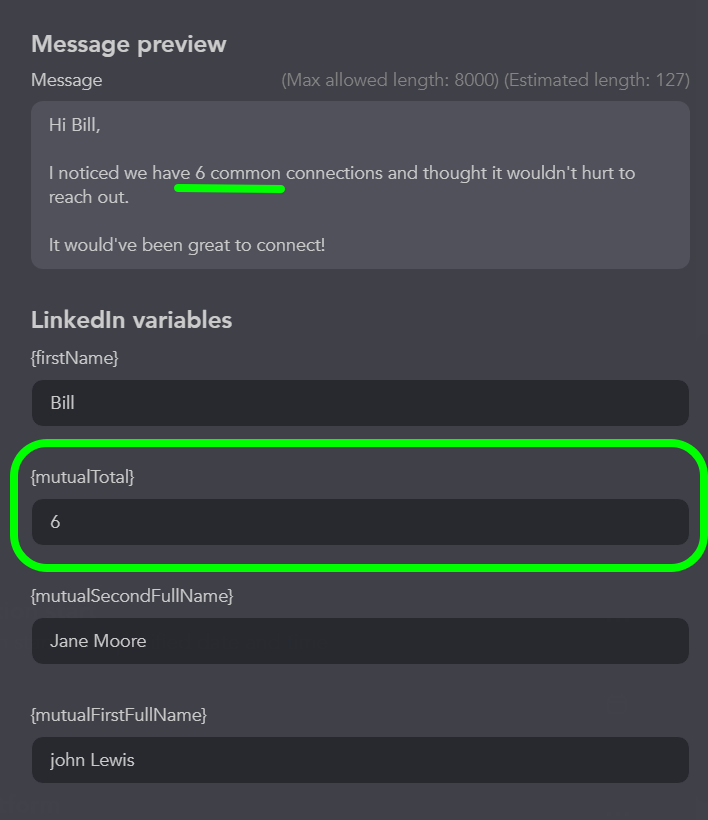 Message preview
Message (Max allowed length: 8000) (Estimated length: 127)
Hi Bill,
I noticed we have 6 common connections and thought it wouldn't hurt to
reach out.
It would've been great to connect!
LinkedIn variables
{firstName}
Bill
{mutualTotal}
6
{mutualSecondFullName}
Jane Moore
{mutualFirstFullName}
john Lewis